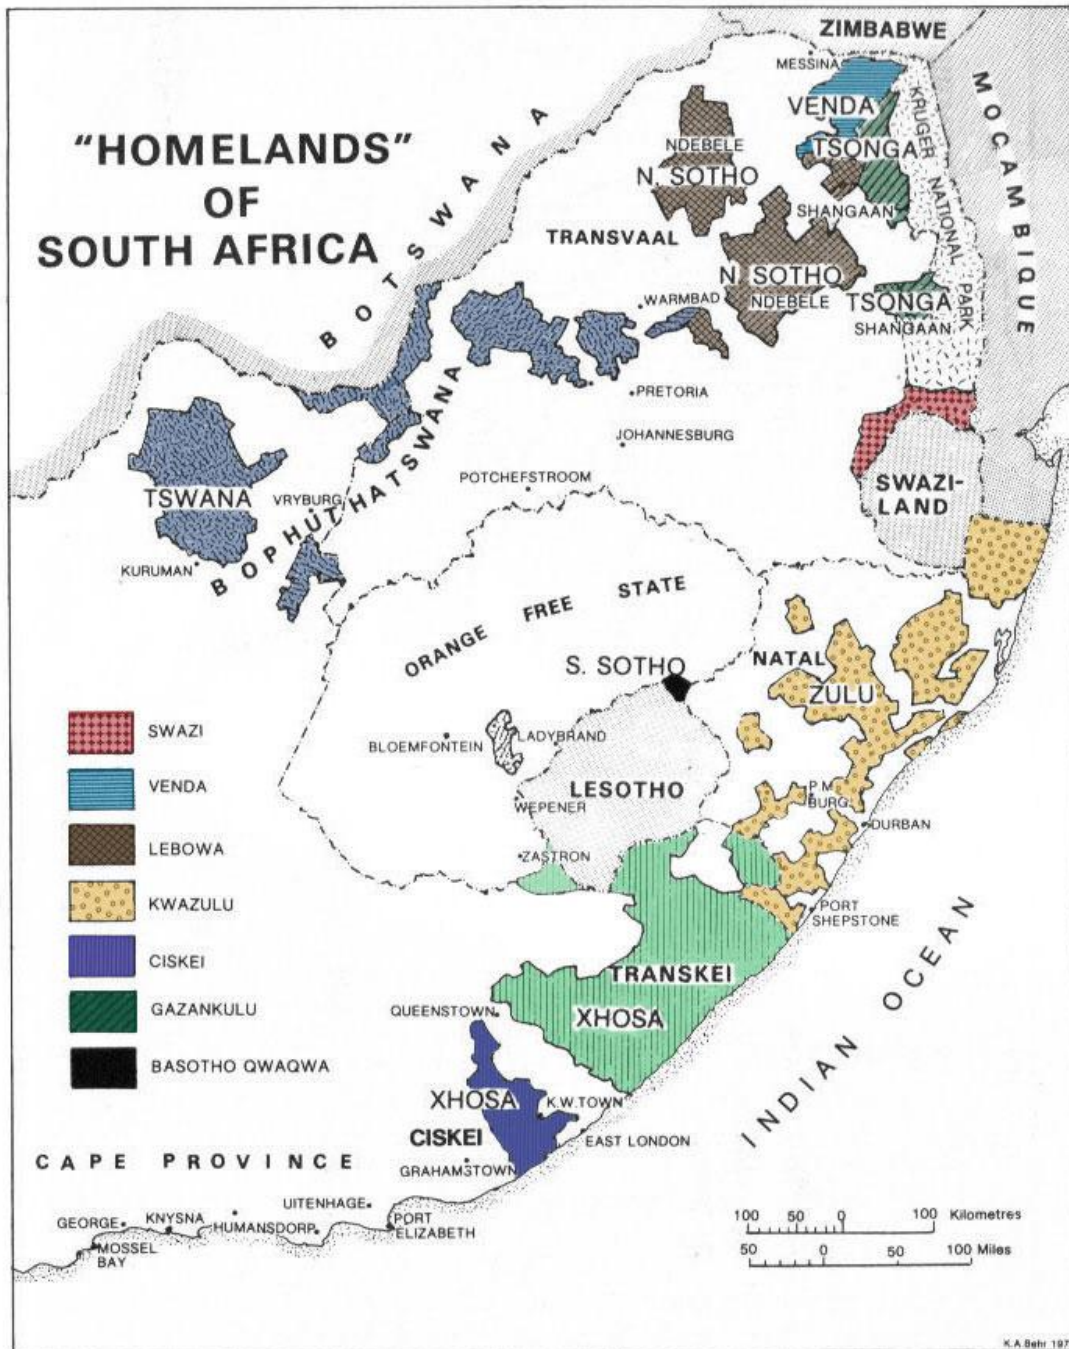 "HOMELANDS"
OF
SOUTH AFRICA
ZIMBABWE
MESSINA
MOCAMBIQUE
BOTSWANA
VENDA
KRUGER NATIONAL PARK
NDEBELE
TSONGA
N. SOTHO
SHANGAAN
TRANSVAAL
N SOTHO
NDEBELE
TSONGA
SHANGAAN
WARMBAD
PRETORIA
JOHANNESBURG
POTCHEFSTROOM
SWAZI-
LAND
TSWANA
VRYBURG
BOPHUTHATSWANA
KURUMAN
ORANGE FREE STATE
S. SOTHO
NATAL
ZULU
BLOEMFONTEIN
LADYBRAND
LESOTHO
WEPENER
P.M.
BURG
DURBAN
ZASTRON
PORT
SHEPSTONE
TRANSKEI
XHOSA
QUEENSTOWN
XHOSA
K.W.TOWN
CISKEI
EAST LONDON
GRAHAMSTOWN
INDIAN OCEAN
CAPE PROVINCE
UITENHAGE
GEORGE
KNYSNA
HUMANSDORP
PORT
ELIZABETH
MOSSEL
BAY
SWAZI
VENDA
LEBOWA
KWAZULU
CISKEI
GAZANKULU
BASOTHO QWAQWA
100 50 0 100 Kilometres
50 0 50 100 Miles
K.A.Behr